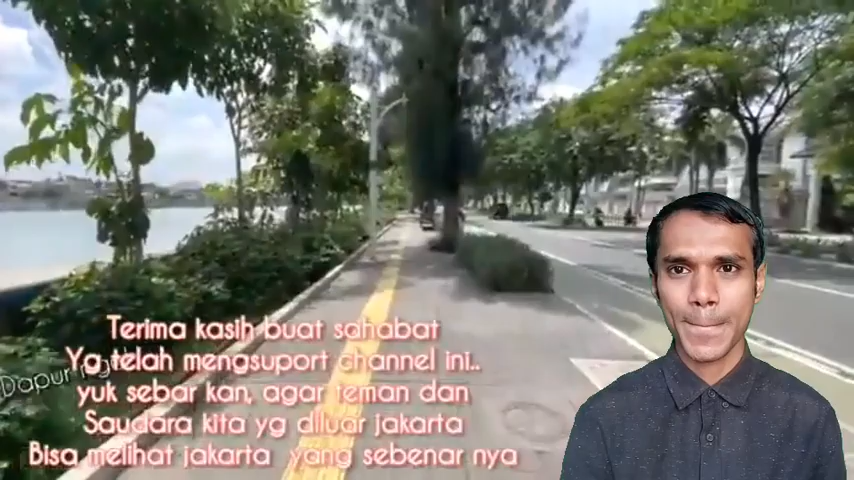 Terima kasih buat sahabat
Yg telah mengsuport channel ini..
yuk sebar kan, agar teman dan
Saudara kita yg diluar jakarta
Bisa melihat jakarta yang sebenar nya
Dapur